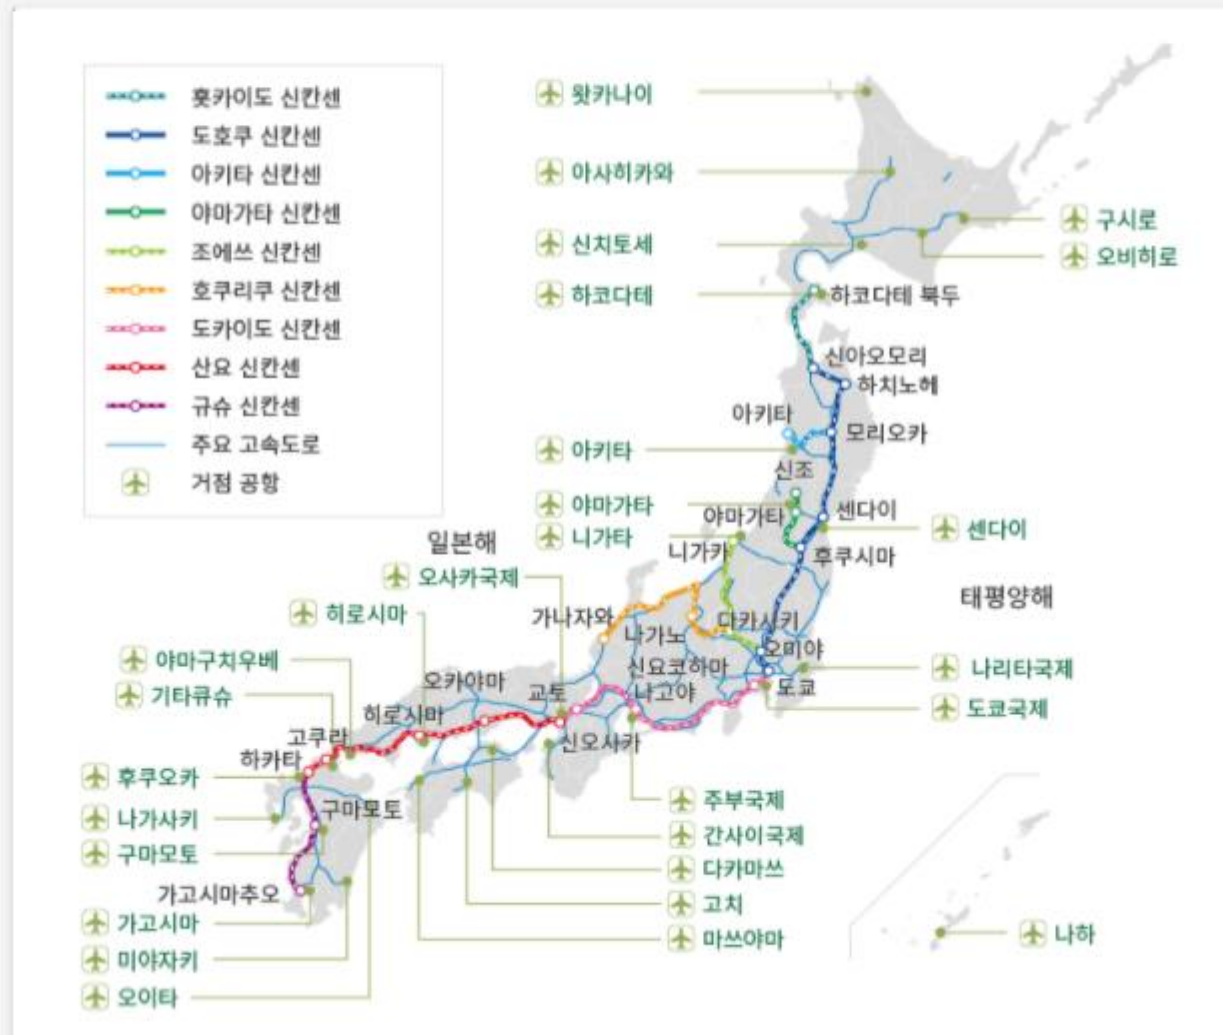 홋카이도 신칸센
도호쿠 신칸센
아키타 신칸센
야마가타 신칸센
조에쓰 신칸센
호쿠리쿠 신칸센
도카이도 신칸센
산요 신칸센
규슈 신칸센
주요 고속도로
거점 공항
왓카나이
아사히카와
구시로
신치토세
오비히로
하코다테
하코다테 북두
신아오모리
하치노헤
아키타
모리오카
아키타
신조
야마가타
야마가타
센다이
센다이
니가타
니가카
후쿠시마
일본해
오사카국제
태평양해
히로시마
가나자와
다카사키
나가노
오미야
야마구치우베
신요코하마
나리타국제
기타큐슈
오카야마
교토
나고야
도쿄
도쿄국제
히로시마
고쿠라
신오사카
하카타
후쿠오카
나가사키
구마모토
주부국제
구마모토
간사이국제
다카마쓰
가고시마추오
고치
가고시마
마쓰야마
나하
미야자키
오이타